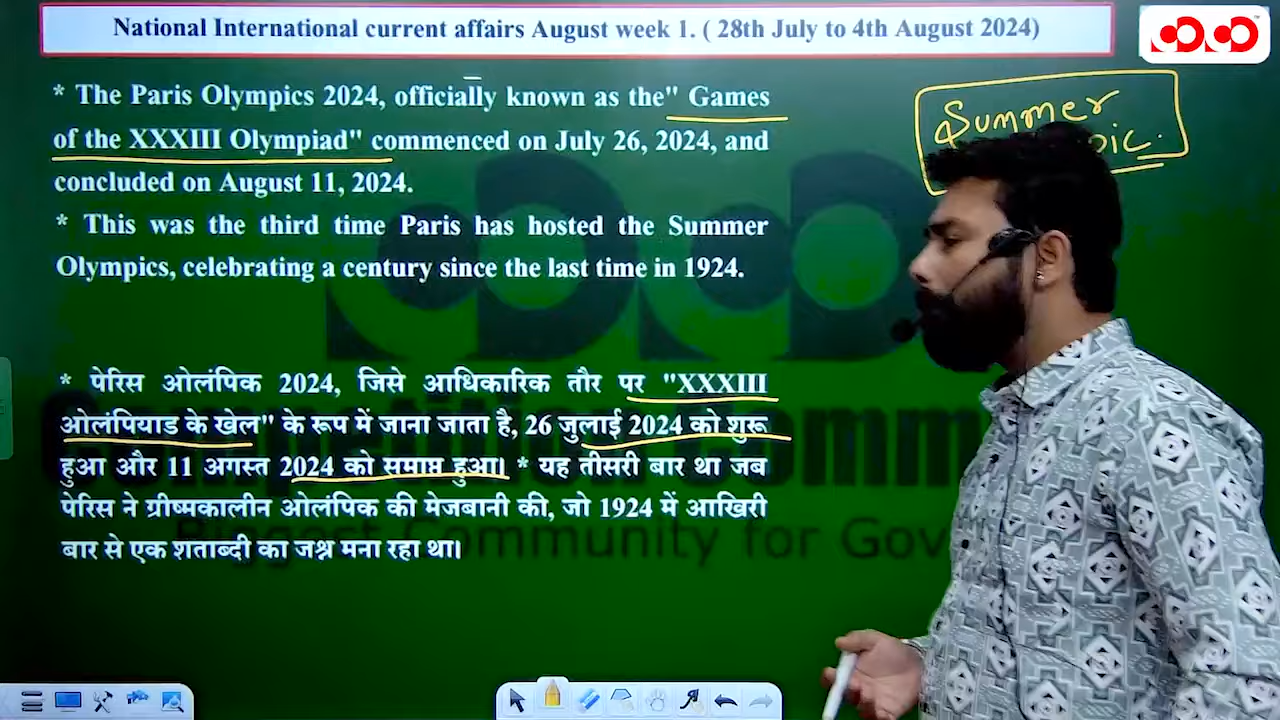 National International current affairs August week 1. ( 28th July to 4th August 2024)
Summer
* The Paris Olympics 2024, officially known as the" Games
of the XXXIII Olympiad" commenced on July 26, 2024, and
concluded on August 11, 2024.
* This was the third time Paris has hosted the Summer
Olympics, celebrating a century since the last time in 1924.
* पेरिस ओलंपिक 2024, जिसे आधिकारिक तौर पर "XXXIII
ओलंपियाड के खेल" के रूप में जाना जाता है, 26 जुलाई 2024 को शुरू
हुआ और 11 अगस्त 2024 को समाप्त हुआ। * यह तीसरी बार था जब
पेरिस ने ग्रीष्मकालीन ओलंपिक की मेजबानी की, जो 1924 में आखिरी
बार से एक शताब्दी का जश्न मना रहा था।
Community for